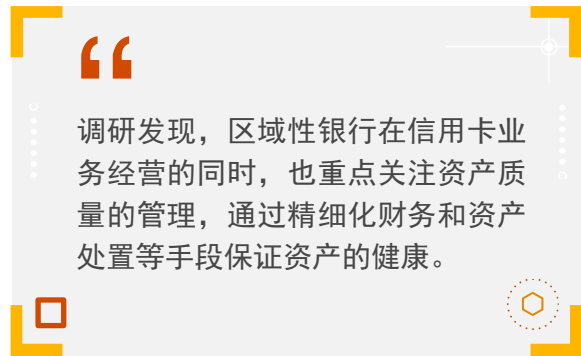 调研发现，区域性银行在信用卡业
务经营的同时，也重点关注资产质
量的管理，通过精细化财务和资产
处置等手段保证资产的健康。